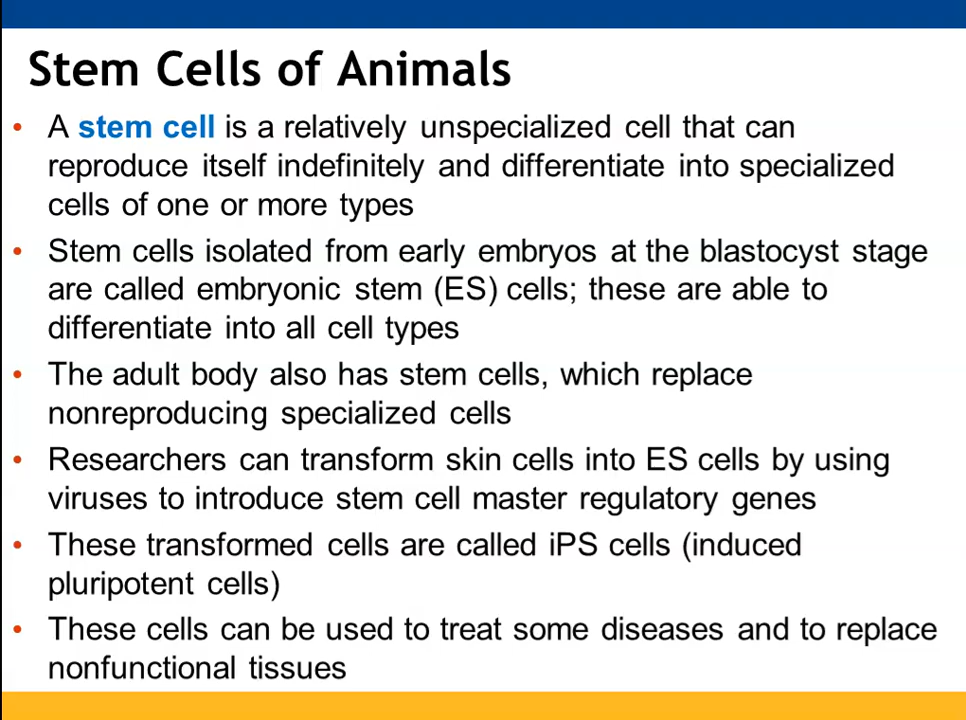 Stem Cells of Animals
• A stem cell is a relatively unspecialized cell that can
reproduce itself indefinitely and differentiate into specialized
cells of one or more types
• Stem cells isolated from early embryos at the blastocyst stage
are called embryonic stem (ES) cells; these are able to
differentiate into all cell types
• The adult body also has stem cells, which replace
nonreproducing specialized cells
• Researchers can transform skin cells into ES cells by using
viruses to introduce stem cell master regulatory genes
• These transformed cells are called iPS cells (induced
pluripotent cells)
• These cells can be used to treat some diseases and to replace
nonfunctional tissues